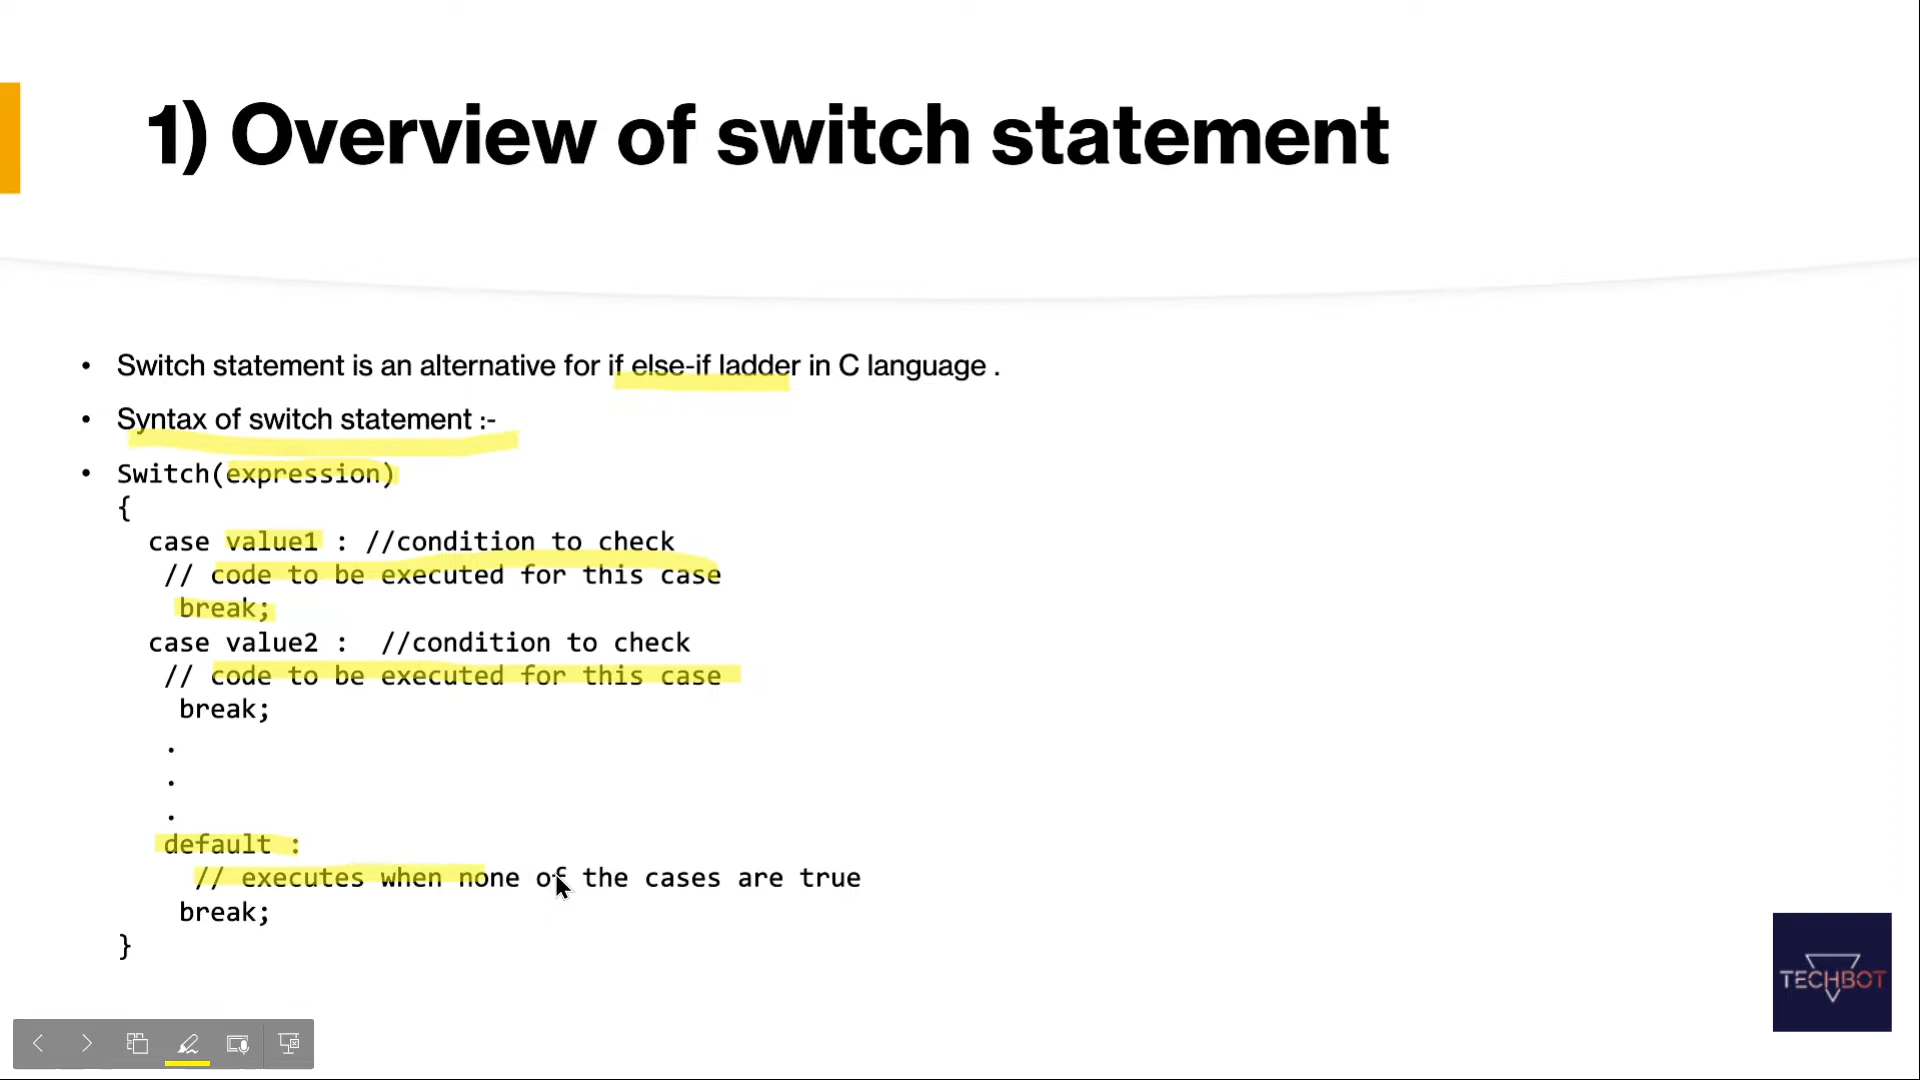 1) Overview of switch statement
• Switch statement is an alternative for if else-if ladder in C language .
• Syntax of switch statement :-
• Switch(expression)
{
case value1 : //condition to check
// code to be executed for this case
break;
case value2 :  //condition to check
// code to be executed for this case
break;
.
.
.
default :
// executes when none of the cases are true
break;
}
TECHBOT